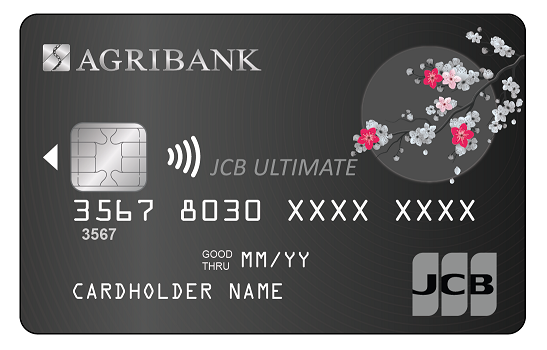 AGRIBANK
JCB ULTIMATE
3567 8030 XXXX XXXX
3567
GOOD THRU MM/YY
CARDHOLDER NAME
JCB